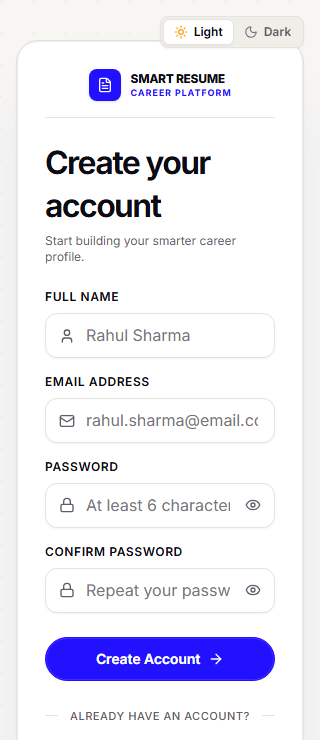 Light Dark
SMART RESUME
CAREER PLATFORM
Create your
account
Start building your smarter career
profile.
FULL NAME
Rahul Sharma
EMAIL ADDRESS
rahul.sharma@email.cc
PASSWORD
At least 6 character
CONFIRM PASSWORD
Repeat your passw
Create Account →
ALREADY HAVE AN ACCOUNT?